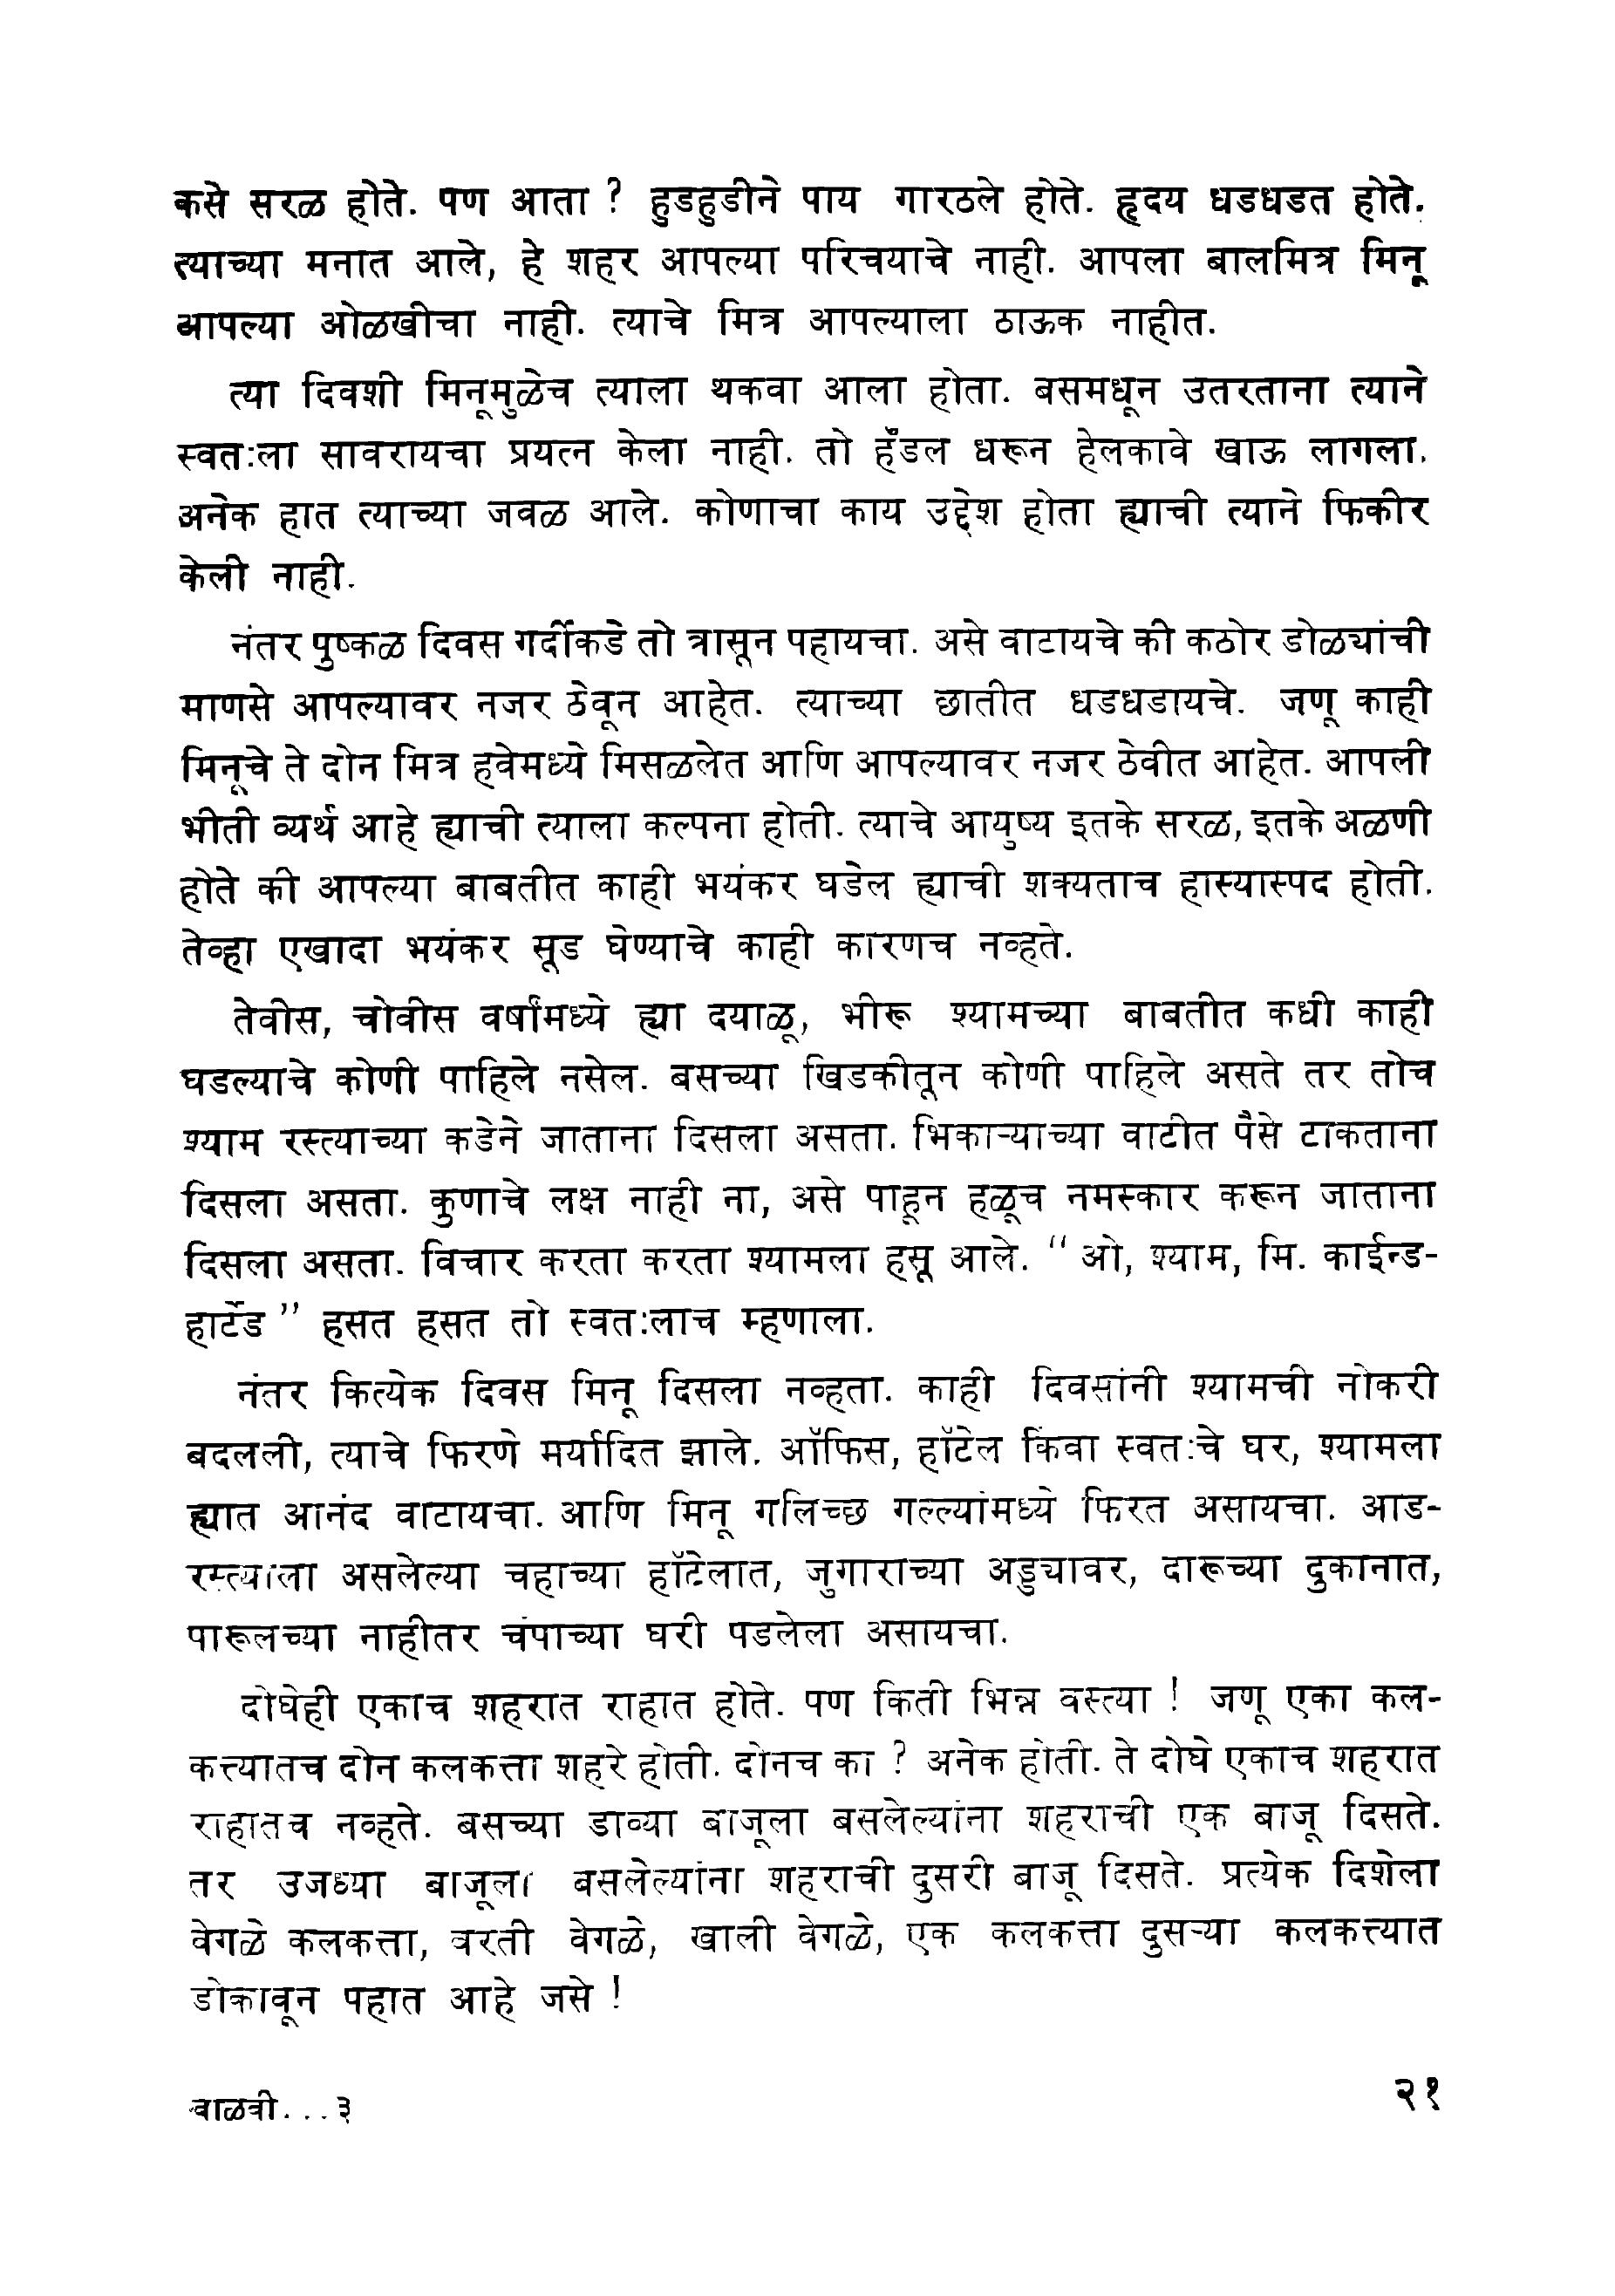 कसे सरळ होते. पण आता ? हुडहुडीने पाय गारठले होते. हृदय धडधडत होते.
त्याच्या मनात आले, हे शहर आपल्या परिचयाचे नाही. आपला बालमित्र मिनू
आपल्या ओळखीचा नाही. त्याचे मित्र आपल्याला ठाऊक नाहीत.
त्या दिवशी मिनूमुळेच त्याला थकवा आला होता. बसमधून उतरताना त्याने
स्वतःला सावरायचा प्रयत्न केला नाही. तो हँडल धरून हेलकावे खाऊ लागला.
अनेक हात त्याच्या जवळ आले. कोणाचा काय उद्देश होता ह्याची त्याने फिकीर
केली नाही.
नंतर पुष्कळ दिवस गर्दीकडे तो त्रासून पहायचा. असे वाटायचे की कठोर डोळ्यांची
माणसे आपल्यावर नजर ठेवून आहेत. त्याच्या छातीत धडधडायचे. जणू काही
मिनूचे ते दोन मित्र हवेमध्ये मिसळलेत आणि आपल्यावर नजर ठेवीत आहेत. आपली
भीती व्यर्थ आहे ह्याची त्याला कल्पना होती. त्याचे आयुष्य इतके सरळ, इतके अळणी
होते की आपल्या बाबतीत काही भयंकर घडेल ह्याची शक्यताच हास्यास्पद होती.
तेव्हा एखादा भयंकर सूड घेण्याचे काही कारणच नव्हते.
तेवीस, चोवीस वर्षांमध्ये ह्या दयाळू, भीरू श्यामच्या बाबतीत कधी काही
घडल्याचे कोणी पाहिले नसेल. बसच्या खिडकीतून कोणी पाहिले असते तर तोच
श्याम रस्त्याच्या कडेने जाताना दिसला असता. भिकाऱ्याच्या वाटीत पैसे टाकताना
दिसला असता. कुणाचे लक्ष नाही ना, असे पाहून हळूच नमस्कार करून जाताना
दिसला असता. विचार करता करता श्यामला हसू आले. “ ओ, श्याम, मि. काईन्ड-
हार्टेड ” हसत हसत तो स्वतःलाच म्हणाला.
नंतर कित्येक दिवस मिनू दिसला नव्हता. काही दिवसांनी श्यामची नोकरी
बदलली, त्याचे फिरणे मर्यादित झाले. ऑफिस, हॉटेल किंवा स्वतःचे घर, श्यामला
ह्यात आनंद वाटायचा. आणि मिनू गलिच्छ गल्ल्यांमध्ये फिरत असायचा. आड-
रस्त्याला असलेल्या चहाच्या हॉटेलात, जुगाराच्या अड्ड्यावर, दारूच्या दुकानात,
पारूलच्या नाहीतर चंपाच्या घरी पडलेला असायचा.
दोघेही एकाच शहरात राहात होते. पण किती भिन्न वस्त्या ! जणू एका कल-
कत्त्यातच दोन कलकत्ता शहरे होती. दोनच का ? अनेक होती. ते दोघे एकाच शहरात
राहातच नव्हते. बसच्या डाव्या बाजूला बसलेल्यांना शहराची एक बाजू दिसते.
तर उजध्या बाजूला बसलेल्यांना शहराची दुसरी बाजू दिसते. प्रत्येक दिशेला
वेगळे कलकत्ता, वरती वेगळे, खाली वेगळे, एक कलकत्ता दुसऱ्या कलकत्त्यात
डोकावून पहात आहे जसे !
वाळवी...३
२१